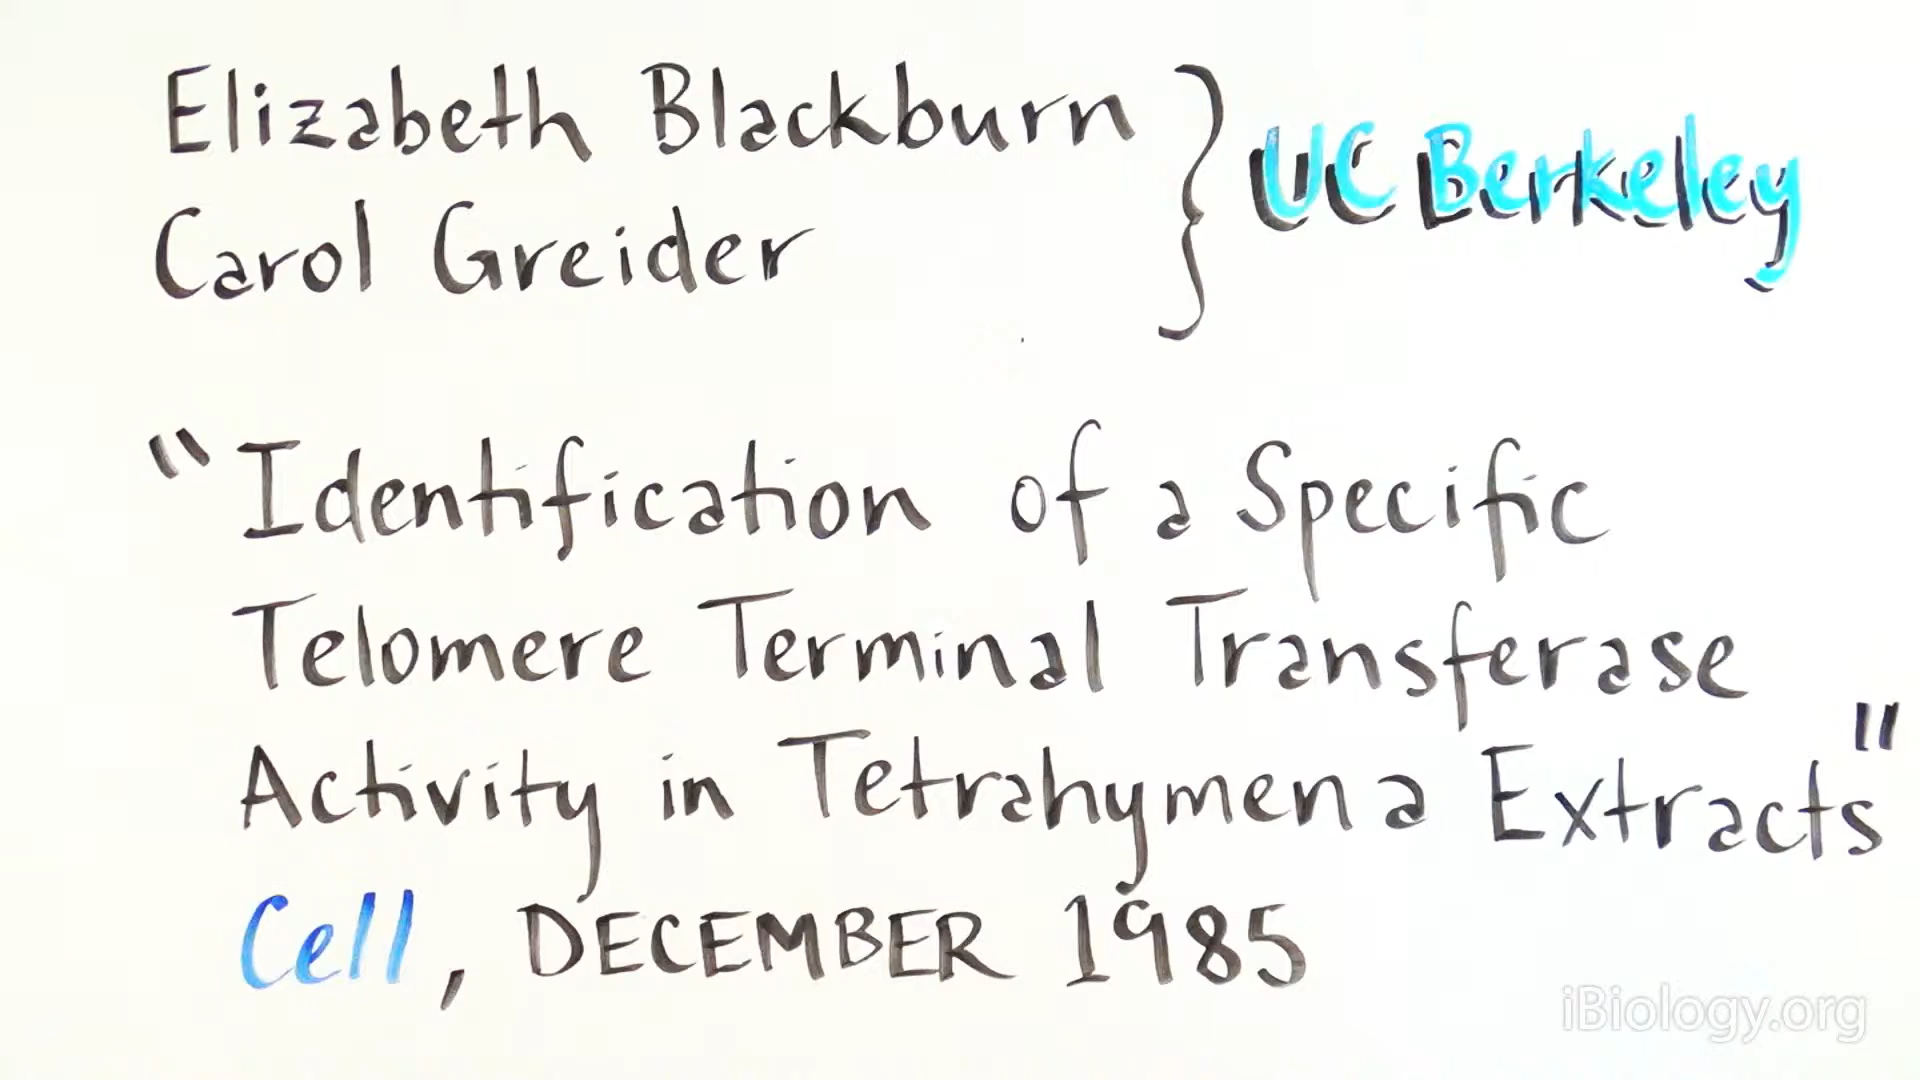 Elizabeth Blackburn
Carol Greider
UC Berkeley
"Identification of a Specific
Telomere Terminal Transferase
Activity in Tetrahymena Extracts"
Cell, DECEMBER 1985
iBiology.org